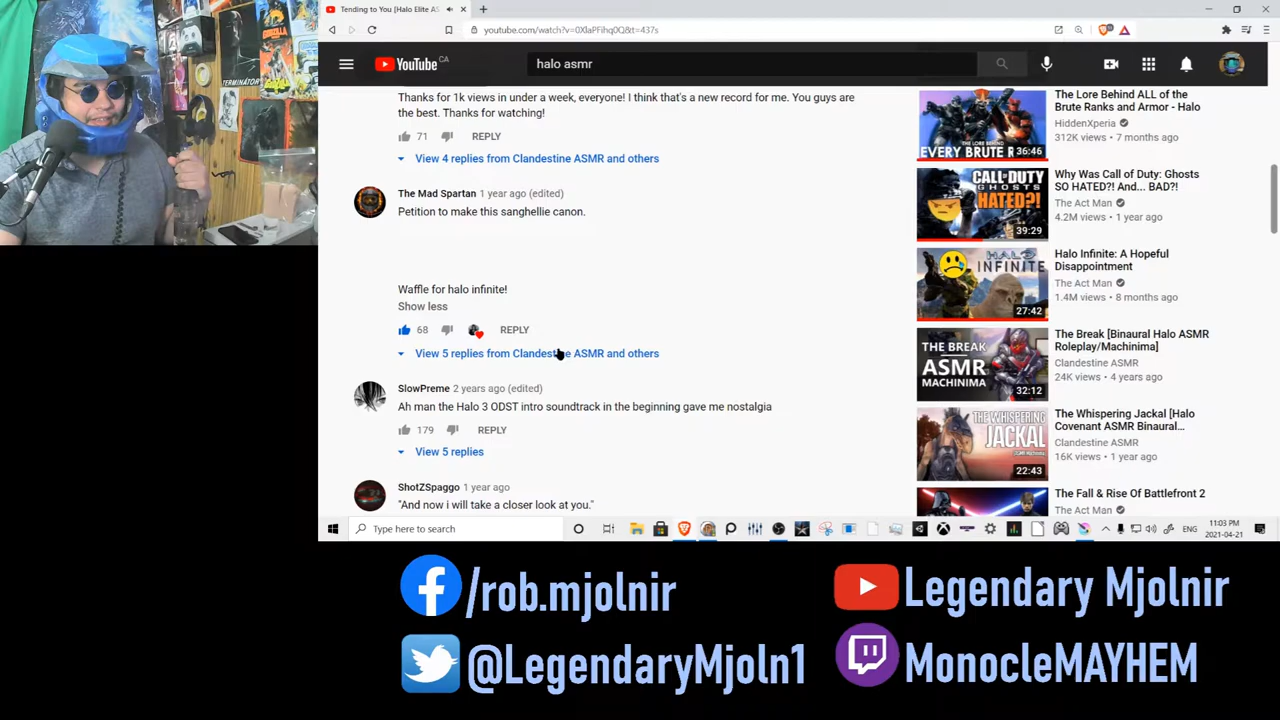 Tending to You [Halo Elite AS
youtube.com/watch?v=0XlaPFihq0Q&t=437s
YouTube CA
halo asmr
Thanks for 1k views in under a week, everyone! I think that's a new record for me. You guys are
the best. Thanks for watching!
71 REPLY
View 4 replies from Clandestine ASMR and others
The Mad Spartan 1 year ago (edited)
Petition to make this sanghellie canon.
Waffle for halo infinite!
Show less
68 REPLY
View 5 replies from Clandestine ASMR and others
SlowPreme 2 years ago (edited)
Ah man the Halo 3 ODST intro soundtrack in the beginning gave me nostalgia
179 REPLY
View 5 replies
ShotZSpaggo 1 year ago
"And now i will take a closer look at you."
EVERY BRUTE R
36:46
The Lore Behind ALL of the
Brute Ranks and Armor - Halo
HiddenXperia
312K views • 7 months ago
CALL OF DUTY
GHOSTS
HATED?!
39:29
Why Was Call of Duty: Ghosts
SO HATED?! And... BAD?!
The Act Man
4.2M views • 1 year ago
HALO
INFINITE
27:42
Halo Infinite: A Hopeful
Disappointment
The Act Man
1.4M views • 8 months ago
THE BREAK
ASMR
MACHINIMA
32:12
The Break [Binaural Halo ASMR
Roleplay/Machinima]
Clandestine ASMR
24K views • 4 years ago
THE WHISPERING
JACKAL
22:43
The Whispering Jackal [Halo
Covenant ASMR Binaural...
Clandestine ASMR
16K views • 1 year ago
The Fall & Rise Of Battlefront 2
The Act Man
Type here to search
ENG
11:03 PM
2021-04-21
GODZILLA
TERMINATOR
/rob.mjolnir
Legendary Mjolnir
@LegendaryMjoln1
MonocleMAYHEM